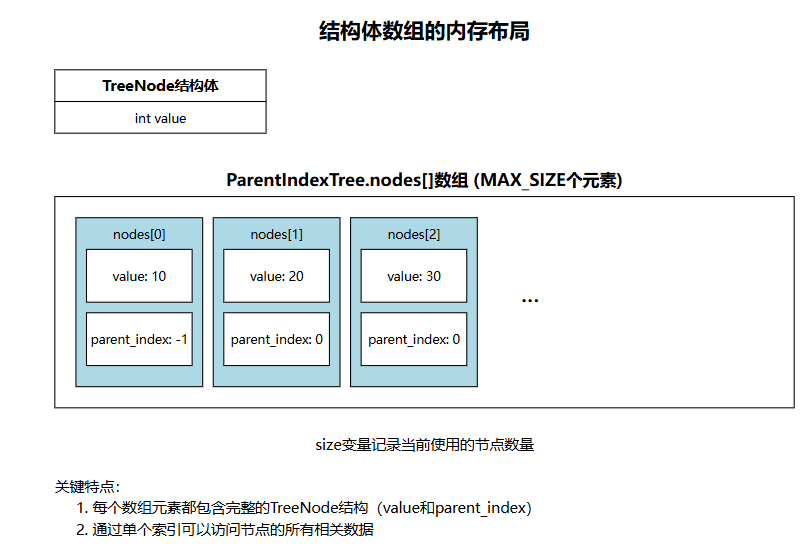 结构体数组的内存布局
TreeNode结构体
int value
ParentIndexTree.nodes[]数组 (MAX_SIZE个元素)
nodes[0] nodes[1] nodes[2]
value: 10 value: 20 value: 30
...
parent_index: -1 parent_index: 0 parent_index: 0
size变量记录当前使用的节点数量
关键特点：
1. 每个数组元素都包含完整的TreeNode结构（value和parent_index）
2. 通过单个索引可以访问节点的所有相关数据